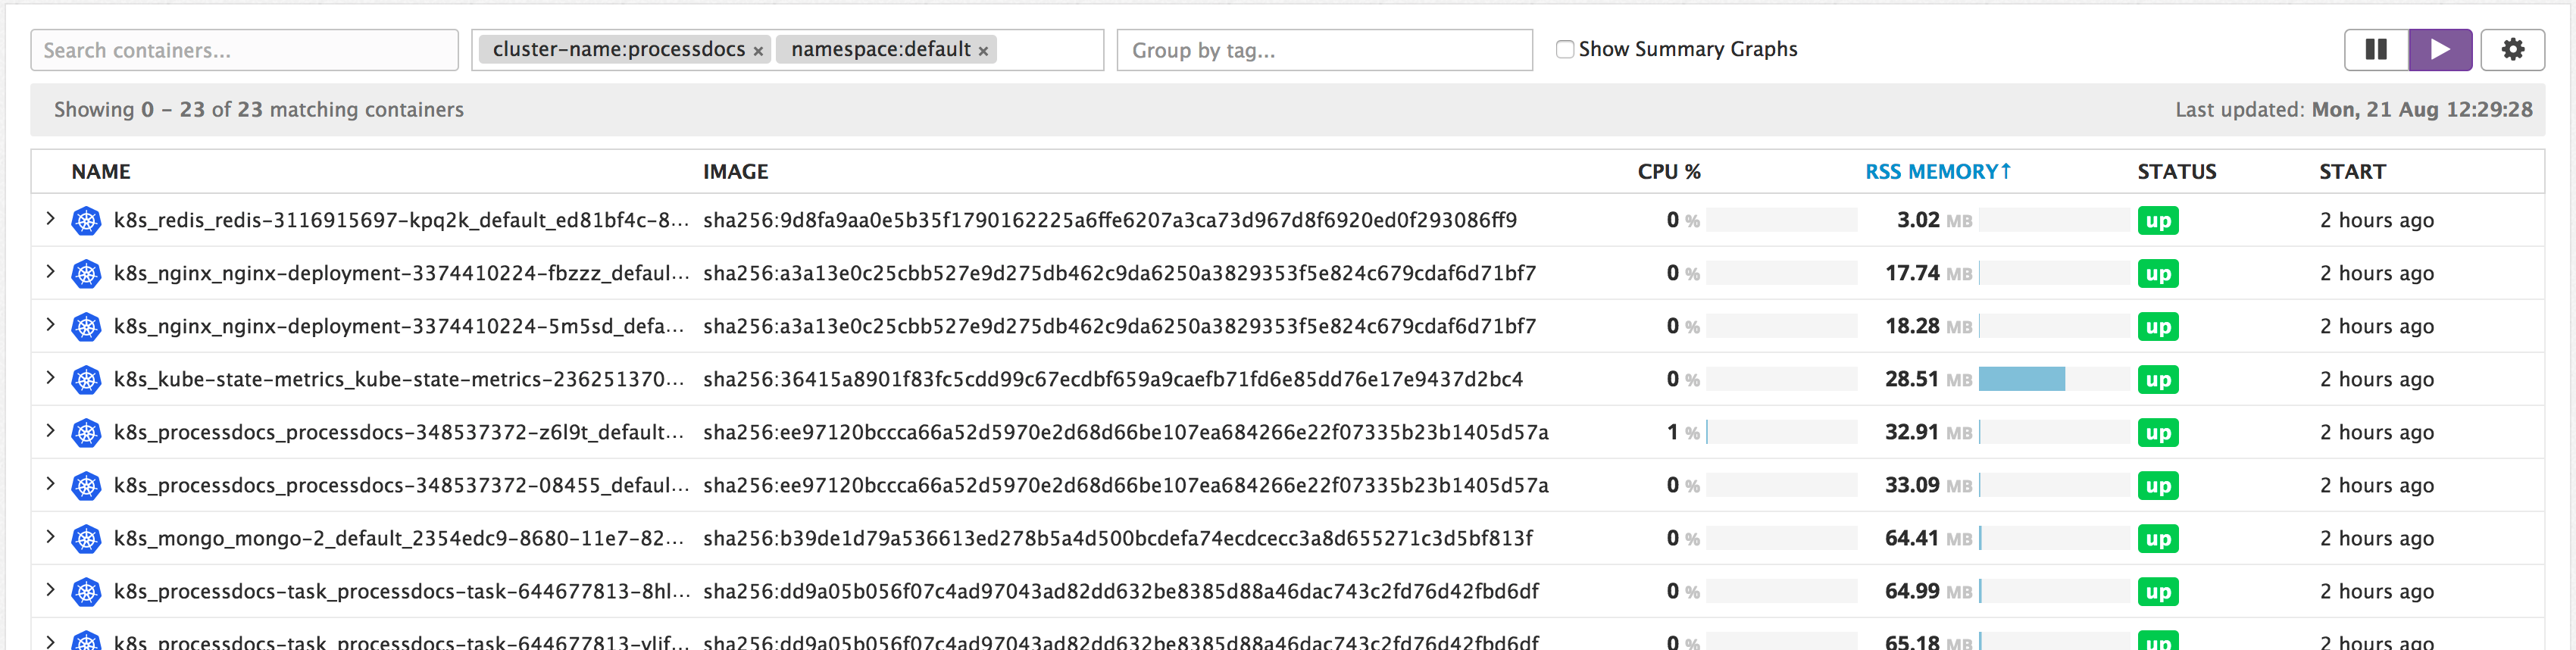 Search containers... cluster-name:processdocs × namespace:default × Group by tag... Show Summary Graphs
Showing 0 – 23 of 23 matching containers Last updated: Mon, 21 Aug 12:29:28
NAME IMAGE CPU % RSS MEMORY↑ STATUS START
k8s_redis_redis-3116915697-kpq2k_default_ed81bf4c-8... sha256:9d8fa9aa0e5b35f1790162225a6ffe6207a3ca73d967d8f6920ed0f293086ff9 0 % 3.02 MB up 2 hours ago
k8s_nginx_nginx-deployment-3374410224-fbzzz_defaul... sha256:a3a13e0c25cbb527e9d275db462c9da6250a3829353f5e824c679cdaf6d71bf7 0 % 17.74 MB up 2 hours ago
k8s_nginx_nginx-deployment-3374410224-5m5sd_defa... sha256:a3a13e0c25cbb527e9d275db462c9da6250a3829353f5e824c679cdaf6d71bf7 0 % 18.28 MB up 2 hours ago
k8s_kube-state-metrics_kube-state-metrics-236251370... sha256:36415a8901f83fc5cdd99c67ecdbf659a9caefb71fd6e85dd76e17e9437d2bc4 0 % 28.51 MB up 2 hours ago
k8s_processdocs_processdocs-348537372-z6l9t_default... sha256:ee97120bccca66a52d5970e2d68d66be107ea684266e22f07335b23b1405d57a 1 % 32.91 MB up 2 hours ago
k8s_processdocs_processdocs-348537372-08455_defaul... sha256:ee97120bccca66a52d5970e2d68d66be107ea684266e22f07335b23b1405d57a 0 % 33.09 MB up 2 hours ago
k8s_mongo_mongo-2_default_2354edc9-8680-11e7-82... sha256:b39de1d79a536613ed278b5a4d500bcdefa74ecdcecc3a8d655271c3d5bf813f 0 % 64.41 MB up 2 hours ago
k8s_processdocs-task_processdocs-task-644677813-8hl... sha256:dd9a05b056f07c4ad97043ad82dd632be8385d88a46dac743c2fd76d42fbd6df 0 % 64.99 MB up 2 hours ago
k8s_processdocs-task_processdocs-task-644677813-vlif... sha256:dd9a05b056f07c4ad97043ad82dd632be8385d88a46dac743c2fd76d42fbd6df 0 % 65.18 MB up 2 hours ago